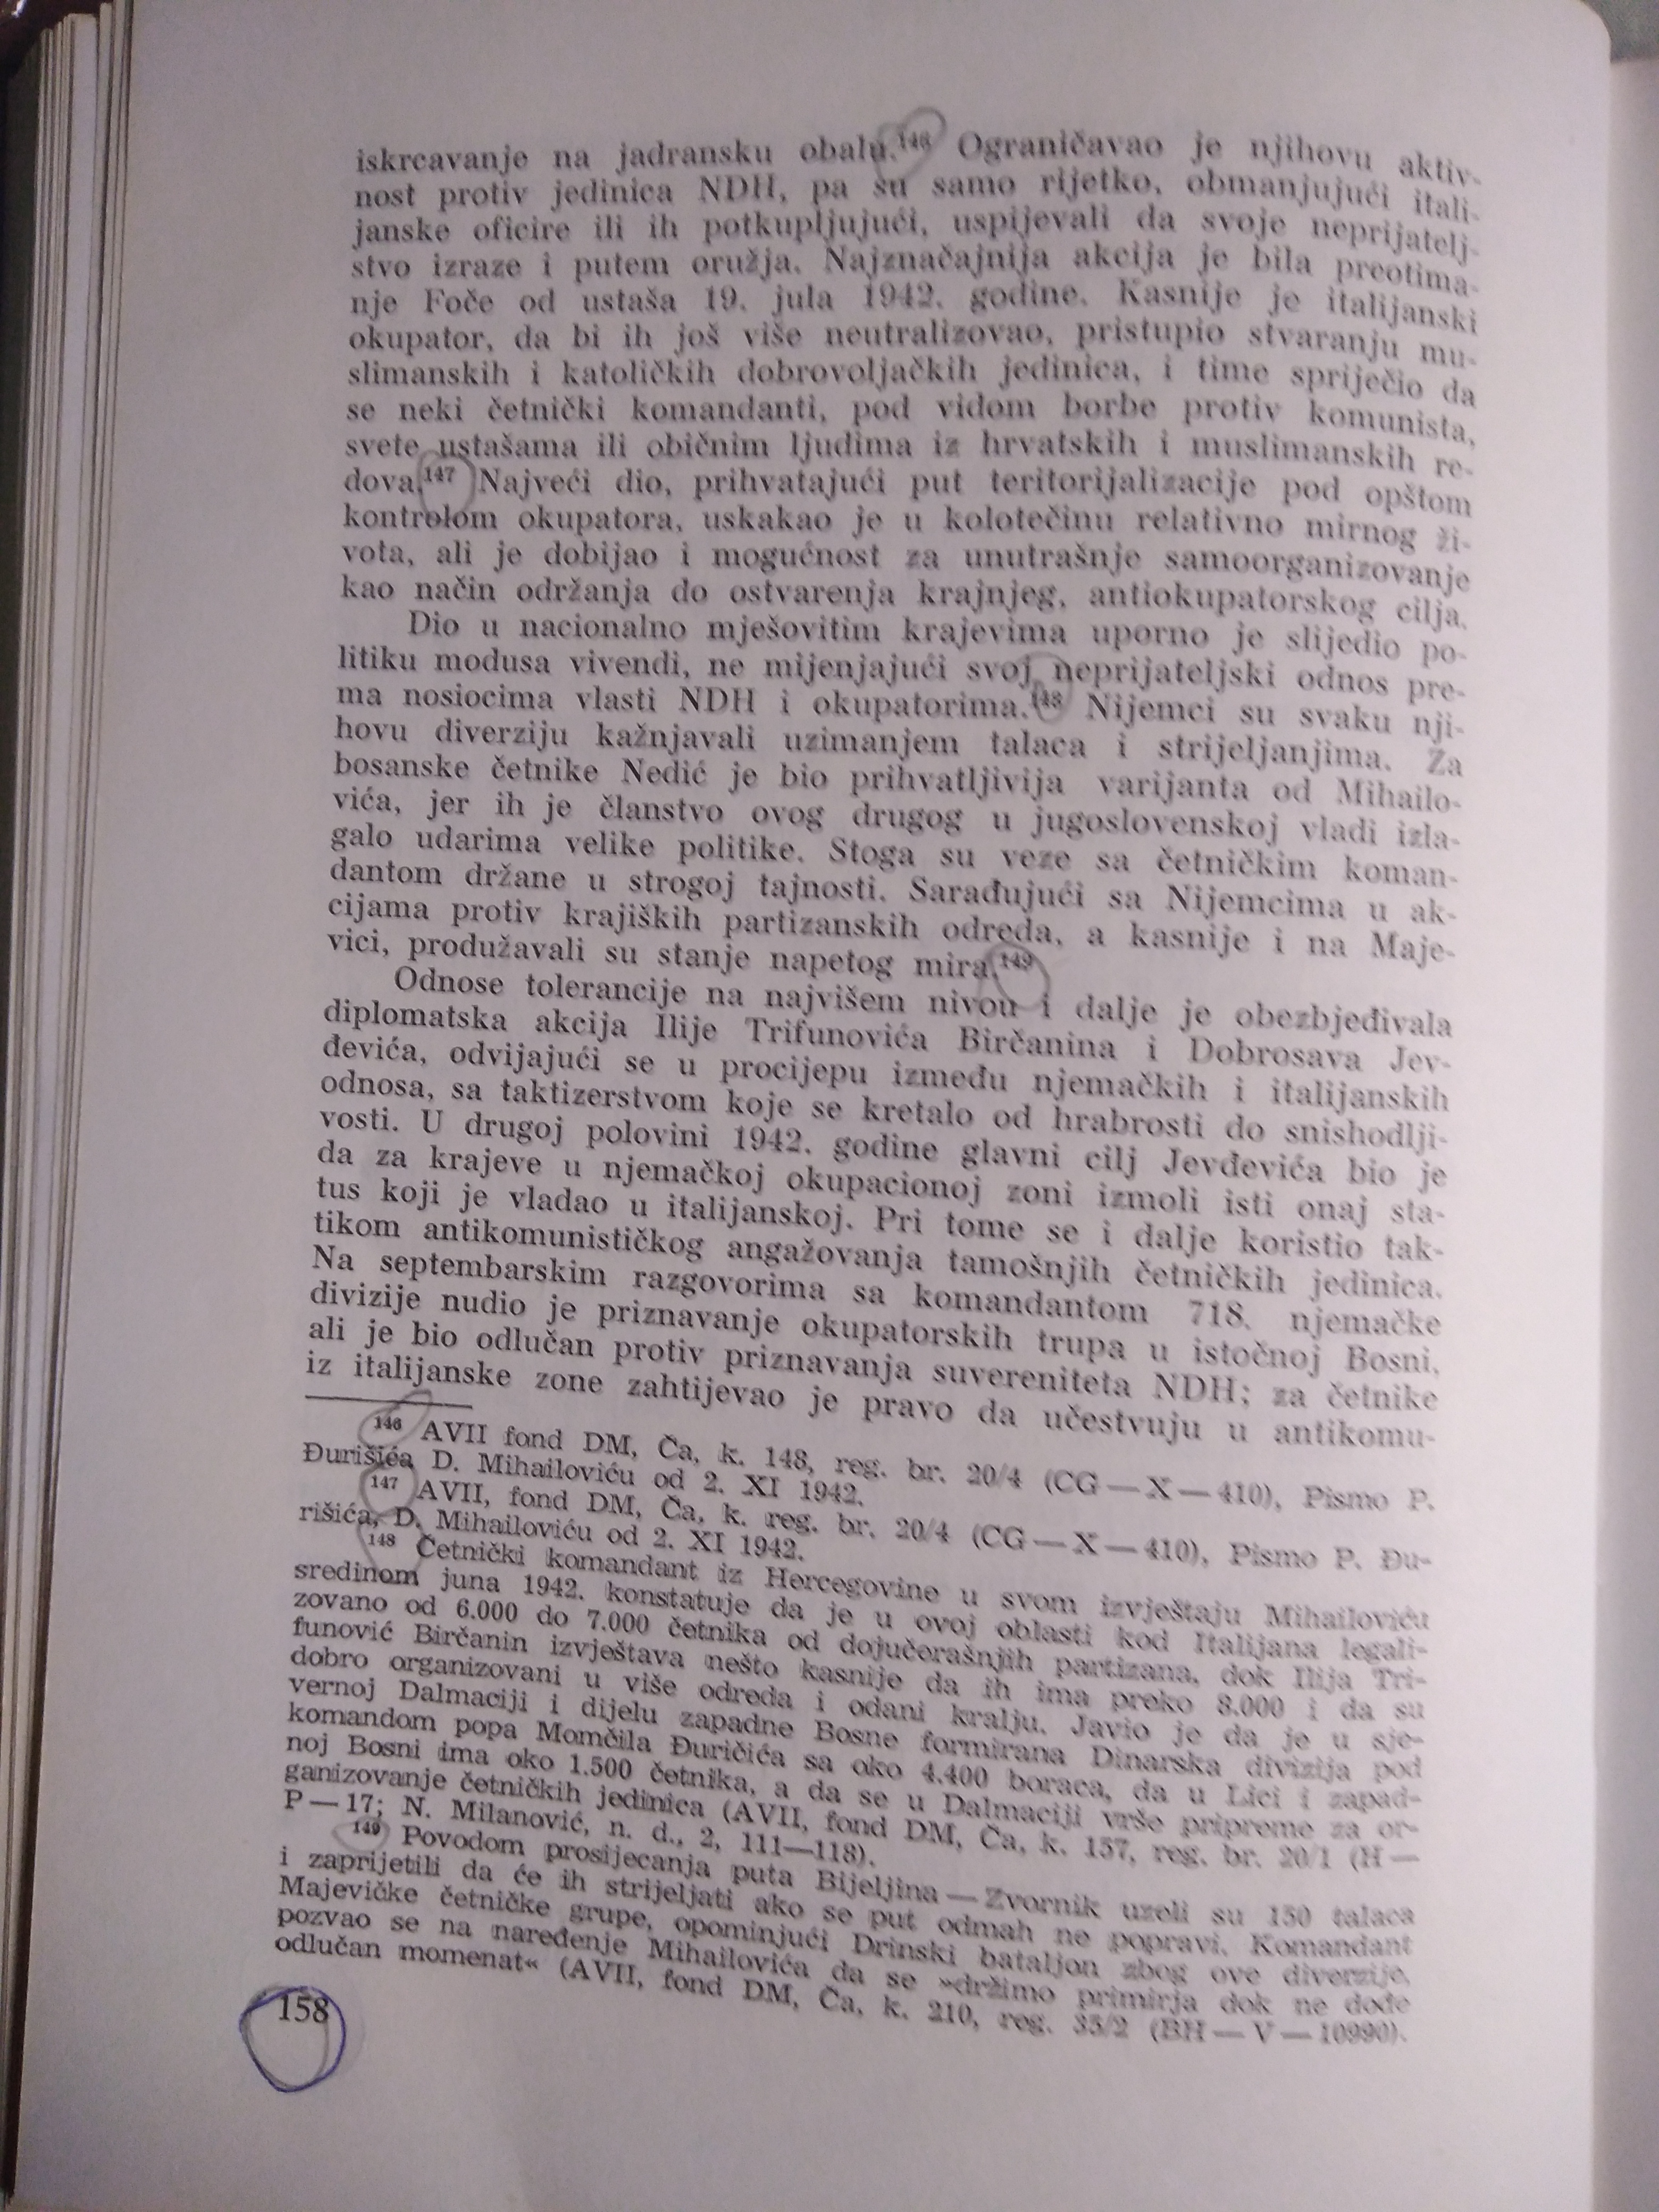 iskrcavanje na jadransku obalu.¹⁴⁶ Ograničavao je njihovu aktiv-
nost protiv jedinica NDH, pa su samo rijetko, obmanjujući itali-
janske oficire ili ih potkupljujući, uspijevali da svoje neprijatelj-
stvo izraze i putem oružja. Najznačajnija akcija je bila preotima-
nje Foče od ustaša 19. jula 1942. godine. Kasnije je italijanski
okupator, da bi ih još više neutralizovao, pristupio stvaranju mu-
slimanskih i katoličkih dobrovoljačkih jedinica, i time spriječio da
se neki četnički komandanti, pod vidom borbe protiv komunista,
svete ustašama ili običnim ljudima iz hrvatskih i muslimanskih re-
dova.¹⁴⁷ Najveći dio, prihvatajući put teritorijalizacije pod opštom
kontrolom okupatora, uskakao je u kolotečinu relativno mirnog ži-
vota, ali je dobijao i mogućnost za unutrašnje samoorganizovanje
kao način održanja do ostvarenja krajnjeg, antiokupatorskog cilja.
Dio u nacionalno mješovitim krajevima uporno je slijedio po-
litiku modusa vivendi, ne mijenjajući svoj neprijateljski odnos pre-
ma nosiocima vlasti NDH i okupatorima.¹⁴⁸ Nijemci su svaku nji-
hovu diverziju kažnjavali uzimanjem talaca i strijeljanjima. Za
bosanske četnike Nedić je bio prihvatljivija varijanta od Mihailo-
vića, jer ih je članstvo ovog drugog u jugoslovenskoj vladi izla-
galo udarima velike politike. Stoga su veze sa četničkim koman-
dantom držane u strogoj tajnosti. Sarađujući sa Nijemcima u ak-
cijama protiv krajiških partizanskih odreda, a kasnije i na Maje-
vici, produžavali su stanje napetog mira.¹⁴⁹
Odnose tolerancije na najvišem nivou i dalje je obezbjeđivala
diplomatska akcija Ilije Trifunovića Birčanina i Dobrosava Jev-
đevića, odvijajući se u procijepu između njemačkih i italijanskih
odnosa, sa taktizerstvom koje se kretalo od hrabrosti do snishodlji-
vosti. U drugoj polovini 1942. godine glavni cilj Jevđevića bio je
da za krajeve u njemačkoj okupacionoj zoni izmoli isti onaj sta-
tus koji je vladao u italijanskoj. Pri tome se i dalje koristio tak-
tikom antikomunističkog angažovanja tamošnjih četničkih jedinica.
Na septembarskim razgovorima sa komandantom 718. njemačke
divizije nudio je priznavanje okupatorskih trupa u istočnoj Bosni,
ali je bio odlučan protiv priznavanja suvereniteta NDH; za četnike
iz italijanske zone zahtijevao je pravo da učestvuju u antikomu-
¹⁴⁶ AVII fond DM, Ča, k. 148, reg. br. 20/4 (CG — X — 410), Pismo P.
Đurišića D. Mihailoviću od 2. XI 1942.
¹⁴⁷ AVII, fond DM, Ča, k. reg. br. 20/4 (CG — X — 410), Pismo P. Đu-
rišića, D. Mihailoviću od 2. XI 1942.
¹⁴⁸ Četnički komandant iz Hercegovine u svom izvještaju Mihailoviću
sredinom juna 1942. konstatuje da je u ovoj oblasti kod Italijana legali-
zovano od 6.000 do 7.000 četnika od dojučerašnjih partizana, dok Ilija Tri-
funović Birčanin izvještava nešto kasnije da ih ima preko 8.000 i da su
dobro organizovani u više odreda i odani kralju. Javio je da je u sje-
vernoj Dalmaciji i dijelu zapadne Bosne formirana Dinarska divizija pod
komandom popa Momčila Đuričića sa oko 4.400 boraca, da u Lici i zapad-
noj Bosni ima oko 1.500 četnika, a da se u Dalmaciji vrše pripreme za or-
ganizovanje četničkih jedinica (AVII, fond DM, Ča, k. 157, reg. br. 20/1 (H —
P — 17; N. Milanović, n. d., 2, 111—118).
¹⁴⁹ Povodom prosijecanja puta Bijeljina — Zvornik uzeli su 150 talaca
i zaprijetili da će ih strijeljati ako se put odmah ne popravi. Komandant
Majevičke četničke grupe, opominjući Drinski bataljon zbog ove diverzije,
pozvao se na naređenje Mihailovića da se »držimo primirja dok ne dođe
odlučan momenat« (AVII, fond DM, Ča, k. 210, reg. 35/2 (BH — V — 10990).
158